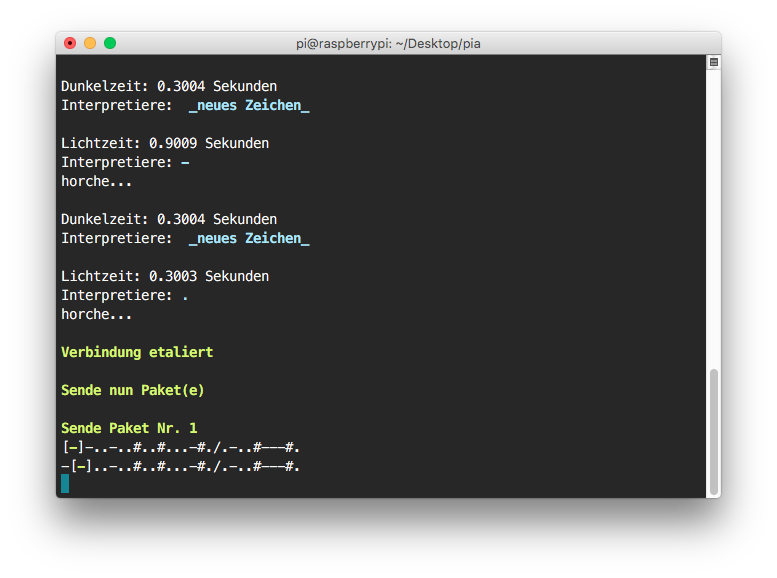 pi@raspberrypi: ~/Desktop/pia
Dunkelzeit: 0.3004 Sekunden
Interpretiere:  _neues Zeichen_
Lichtzeit: 0.9009 Sekunden
Interpretiere: -
horche...
Dunkelzeit: 0.3004 Sekunden
Interpretiere:  _neues Zeichen_
Lichtzeit: 0.3003 Sekunden
Interpretiere: .
horche...
Verbindung etaliert
Sende nun Paket(e)
Sende Paket Nr. 1
[-]-..-..#..#...-#./.-..#---#.
-[-]..-..#..#...-#./.-..#---#.